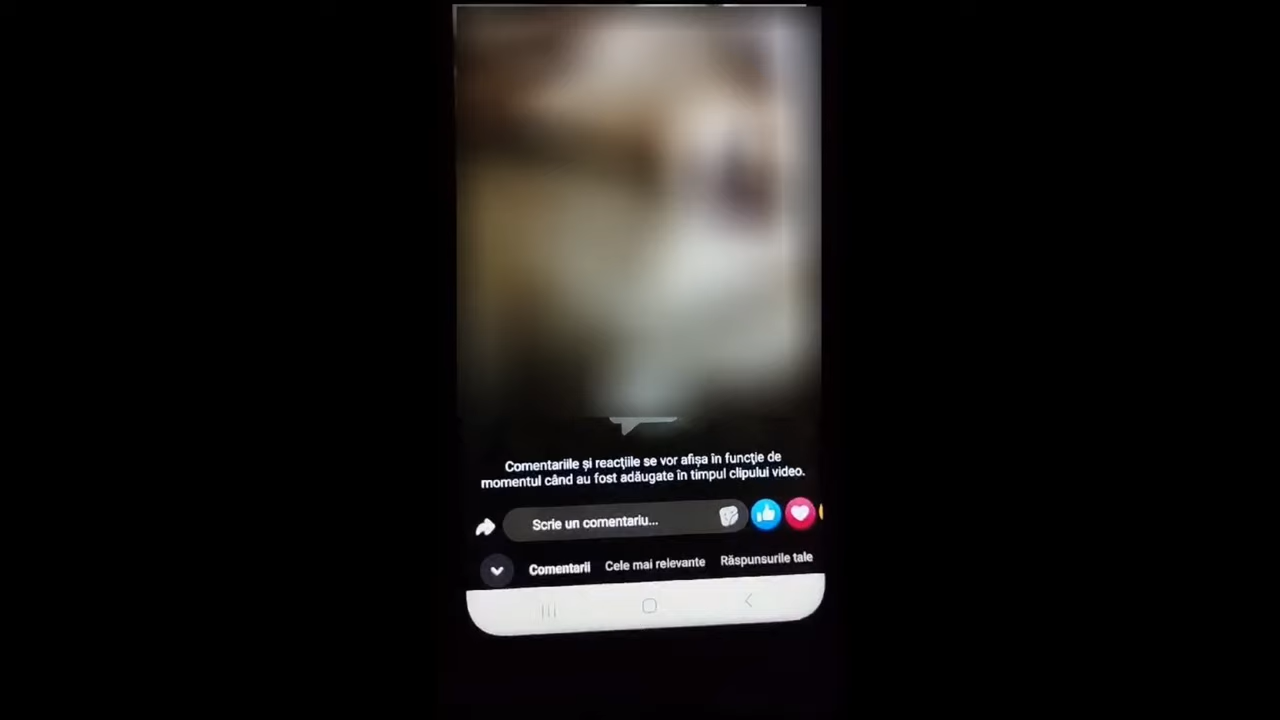 Comentariile și reacțiile se vor afișa în funcție de
momentul când au fost adăugate în timpul clipului video.
Scrie un comentariu...
Comentarii Cele mai relevante Răspunsurile tale